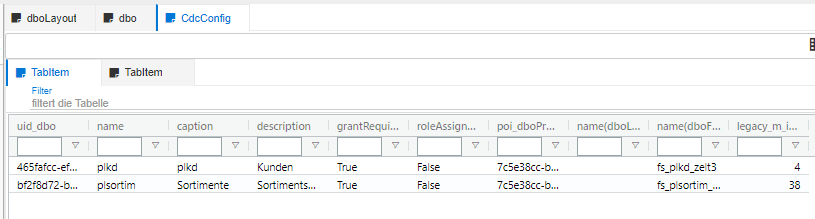 dboLayout dbo CdcConfig
TabItem TabItem
Filter
filtert die Tabelle
uid_dbo name caption description grantRequi... roleAssign... poi_dboPr... name(dboL... name(dboF... legacy_m_i...
465fafcc-ef... plkd plkd Kunden True False 7c5e38cc-b... fs_plkd_zelt3 4
bf2f8d72-b... plsortim Sortimente Sortiments... True False 7c5e38cc-b... fs_plsortim_... 38